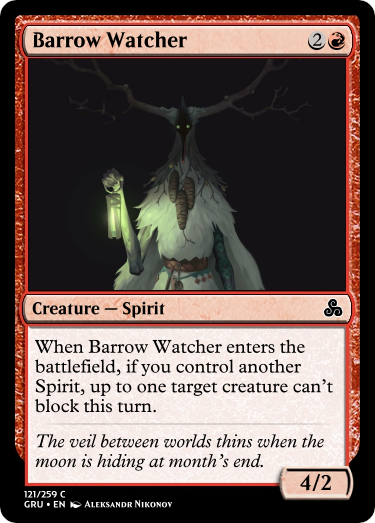 Barrow Watcher 2
Creature — Spirit
When Barrow Watcher enters the
battlefield, if you control another
Spirit, up to one target creature can't
block this turn.
The veil between worlds thins when the
moon is hiding at month's end.
4/2
121/259 C
GRU • EN Aleksandr Nikonov